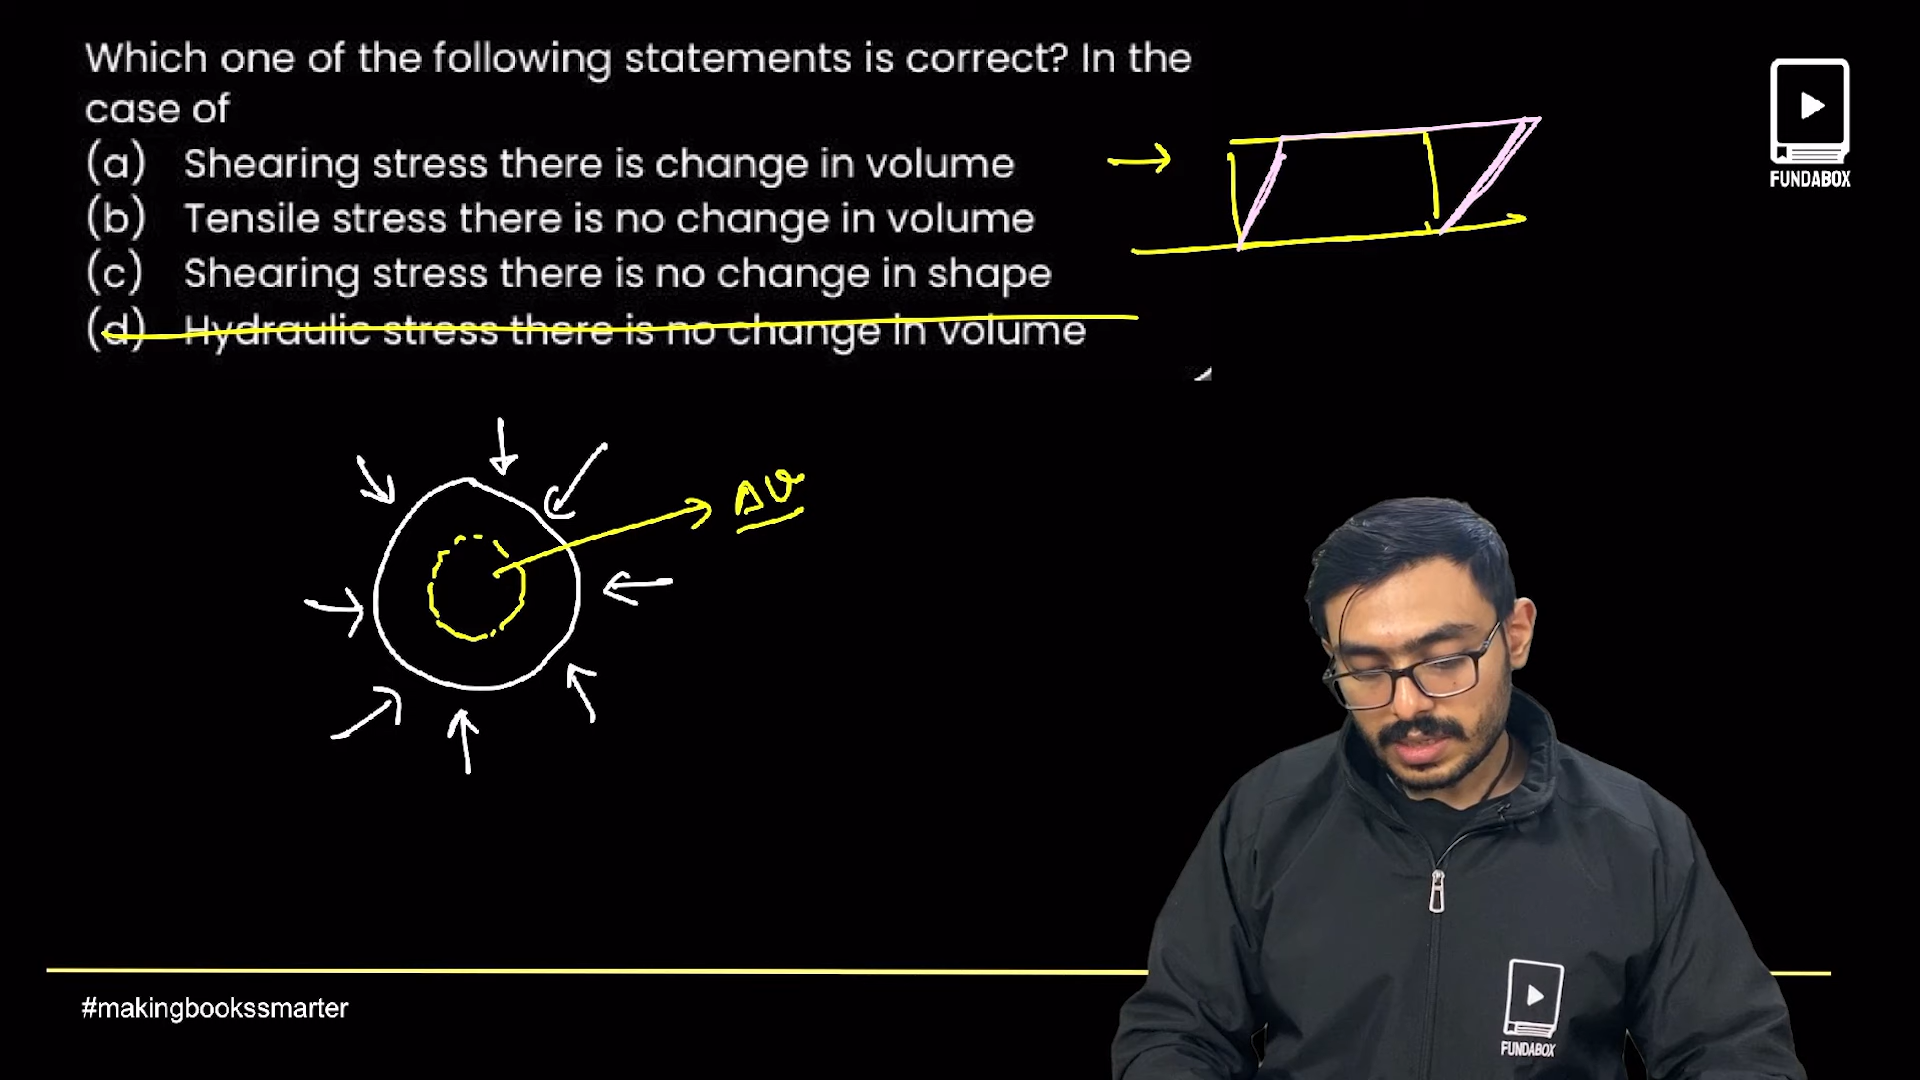 Which one of the following statements is correct? In the
case of
(a) Shearing stress there is change in volume
(b) Tensile stress there is no change in volume
(c) Shearing stress there is no change in shape
(d) Hydraulic stress there is no change in volume
FUNDABOX
Δv
#makingbookssmarter
FUNDABOX